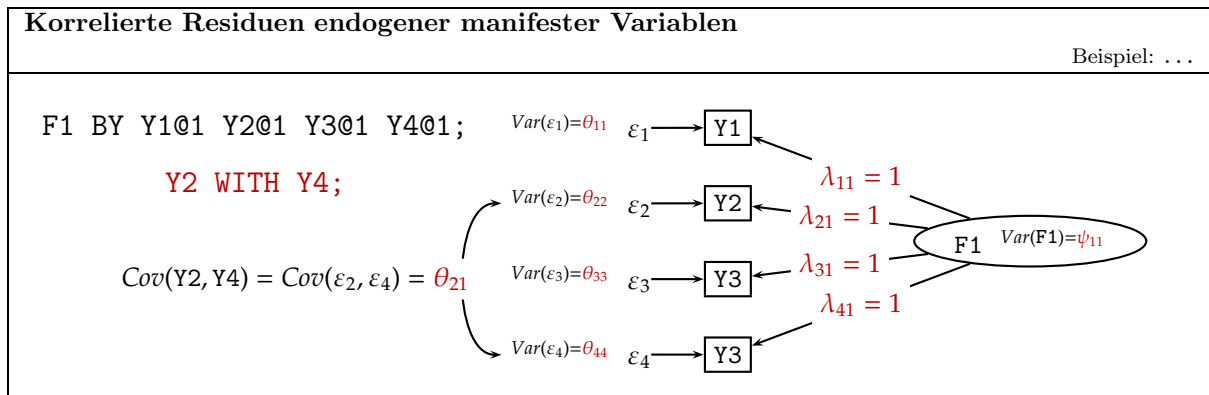 Korrelierte Residuen endogener manifester Variablen
Beispiel: ...
F1 BY Y1@1 Y2@1 Y3@1 Y4@1;
Y2 WITH Y4;
Cov(Y2, Y4) = Cov(ε₂, ε₄) = θ₂₁
Var(ε₁)=θ₁₁ ε₁ Y1
λ₁₁ = 1
Var(ε₂)=θ₂₂ ε₂ Y2
λ₂₁ = 1
F1 Var(F1)=ψ₁₁
Var(ε₃)=θ₃₃ ε₃ Y3
λ₃₁ = 1
λ₄₁ = 1
Var(ε₄)=θ₄₄ ε₄ Y3